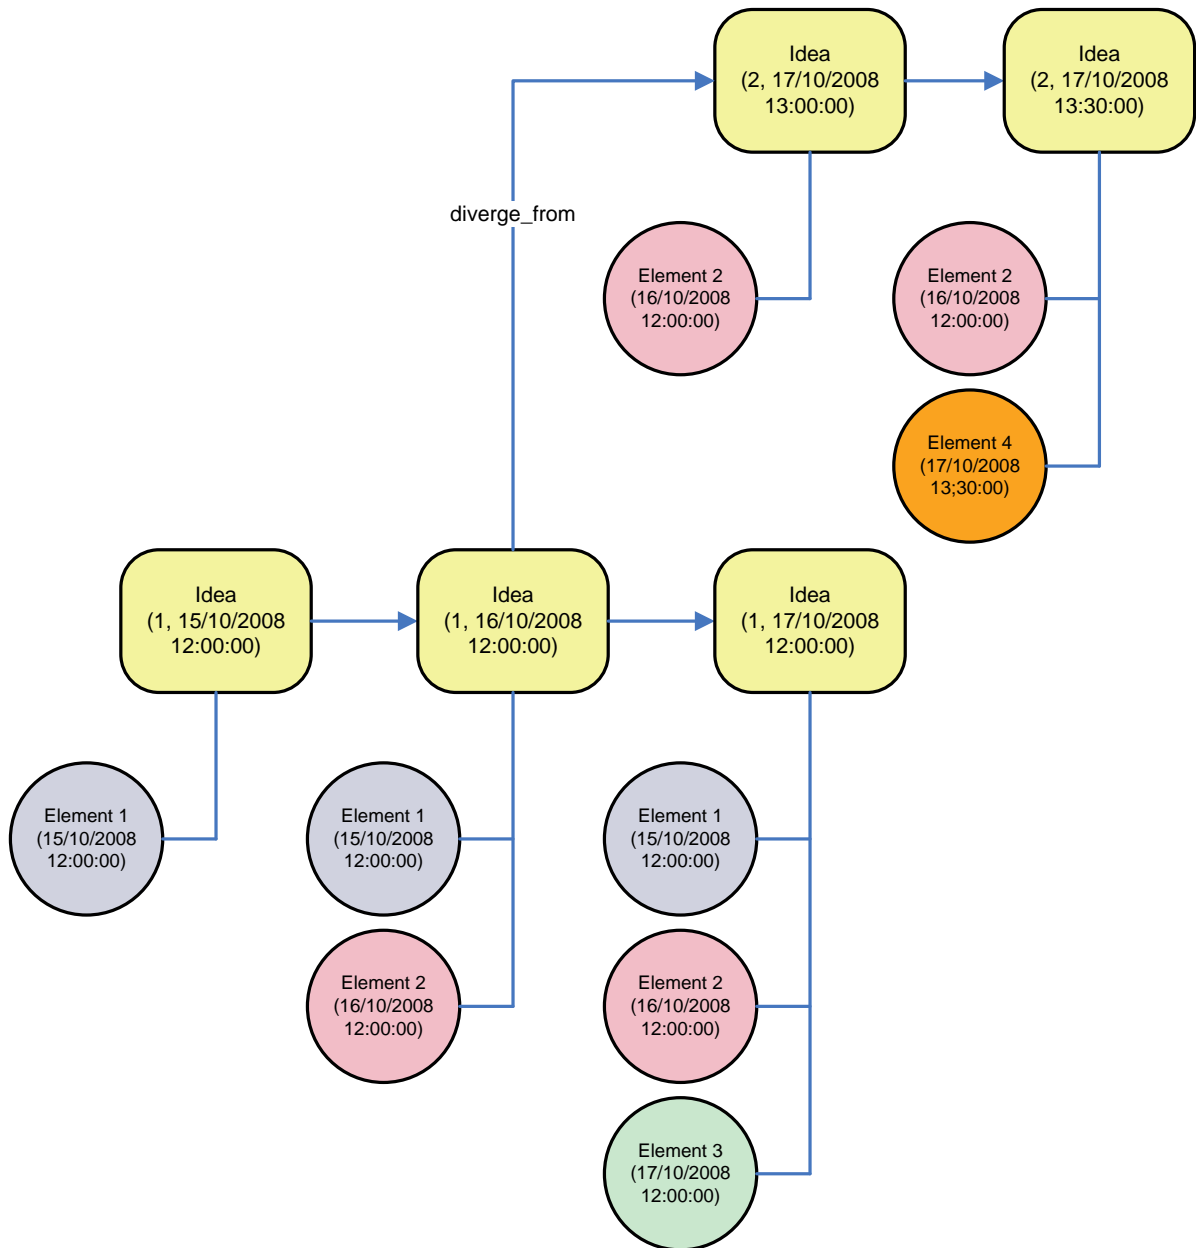 Idea
(2, 17/10/2008
13:00:00)
Idea
(2, 17/10/2008
13:30:00)
diverge_from
Element 2
(16/10/2008
12:00:00)
Element 2
(16/10/2008
12:00:00)
Element 4
(17/10/2008
13;30:00)
Idea
(1, 15/10/2008
12:00:00)
Idea
(1, 16/10/2008
12:00:00)
Idea
(1, 17/10/2008
12:00:00)
Element 1
(15/10/2008
12:00:00)
Element 1
(15/10/2008
12:00:00)
Element 1
(15/10/2008
12:00:00)
Element 2
(16/10/2008
12:00:00)
Element 2
(16/10/2008
12:00:00)
Element 3
(17/10/2008
12:00:00)